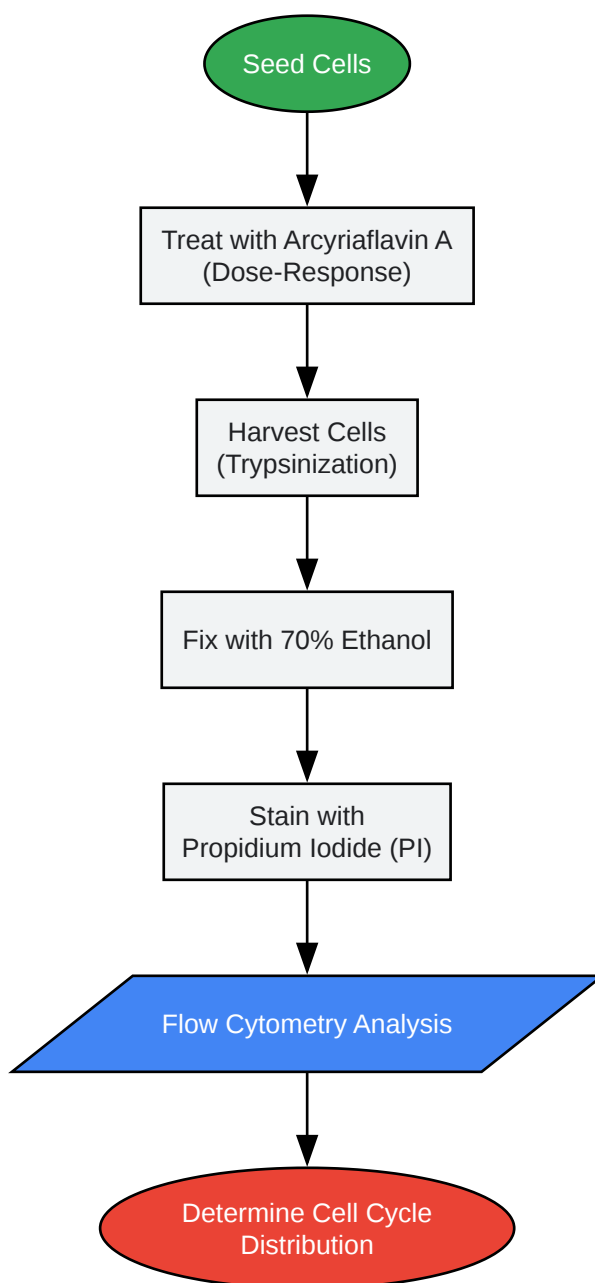 Seed Cells
Treat with Arcyriaflavin A
(Dose-Response)
Harvest Cells
(Trypsinization)
Fix with 70% Ethanol
Stain with
Propidium Iodide (PI)
Flow Cytometry Analysis
Determine Cell Cycle
Distribution